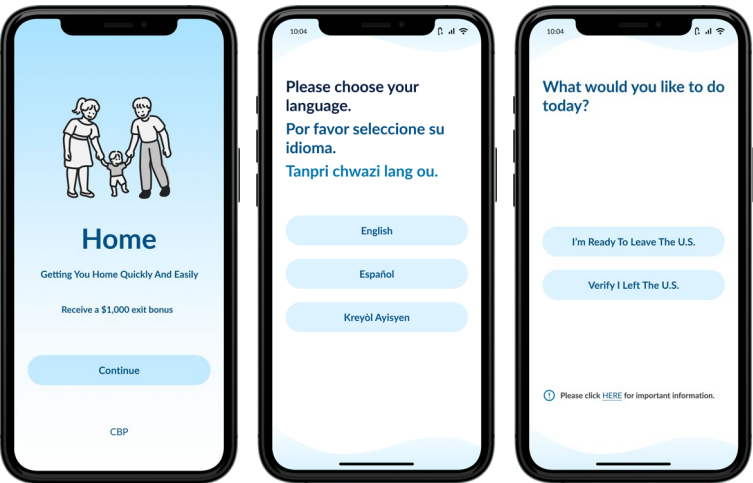 Home
Getting You Home Quickly And Easily
Receive a $1,000 exit bonus
Continue
CBP
10:04
Please choose your
language.
Por favor seleccione su
idioma.
Tanpri chwazi lang ou.
English
Español
Kreyòl Ayisyen
10:04
What would you like to do
today?
I'm Ready To Leave The U.S.
Verify I Left The U.S.
Please click HERE for important information.